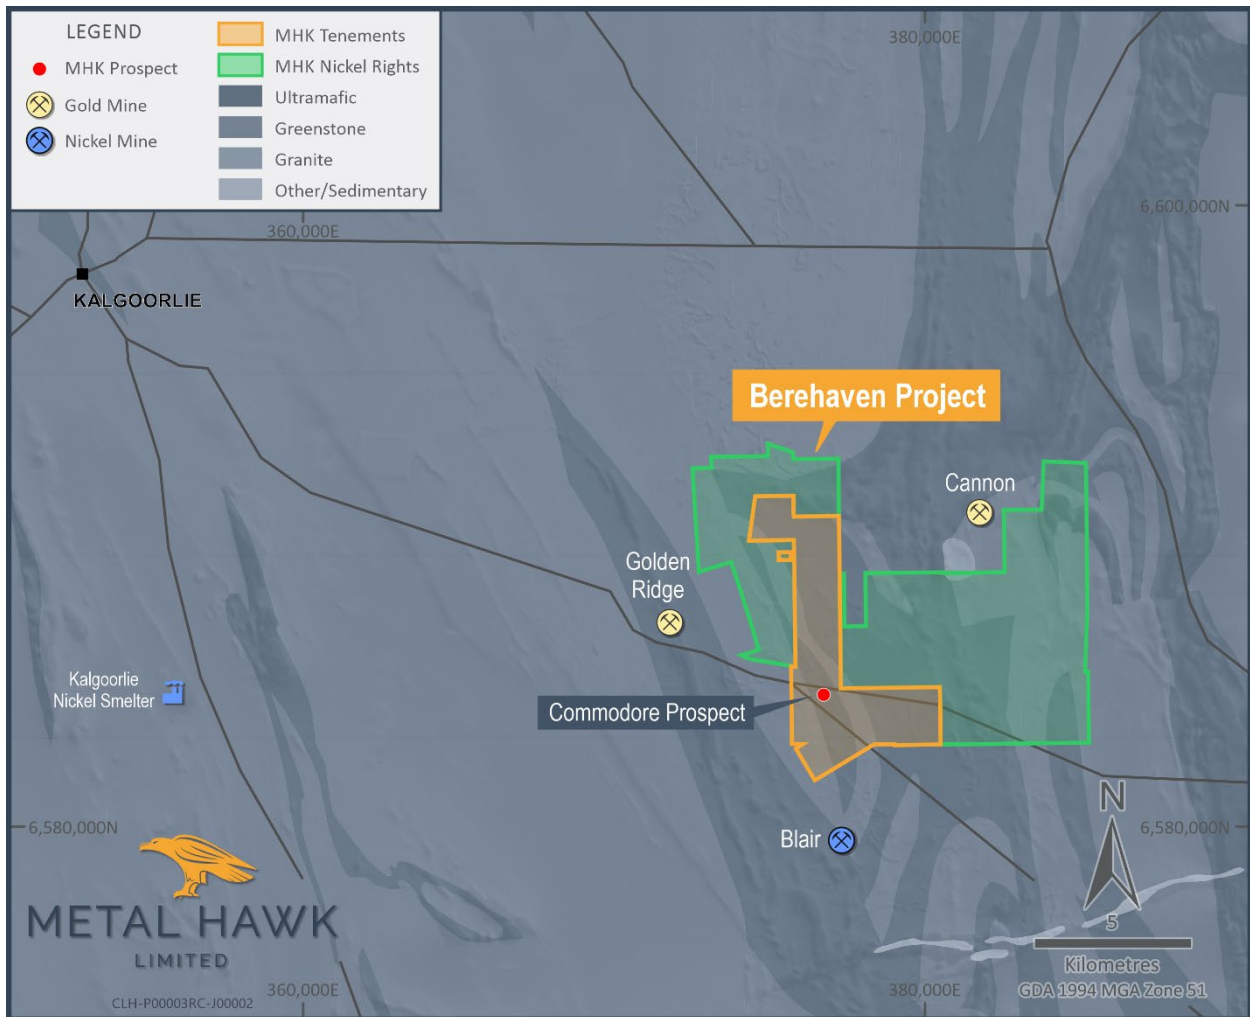 LEGEND
MHK Prospect
Gold Mine
Nickel Mine
MHK Tenements
MHK Nickel Rights
Ultramafic
Greenstone
Granite
Other/Sedimentary
380,000E
6,600,000N
360,000E
KALGOORLIE
Berehaven Project
Cannon
Golden
Ridge
Kalgoorlie
Nickel Smelter
Commodore Prospect
6,580,000N
Blair
N
6,580,000N
METAL HAWK
LIMITED
5
Kilometres
GDA 1994 MGA Zone 51
CLH-P00003RC-J00002
360,000E
380,000E